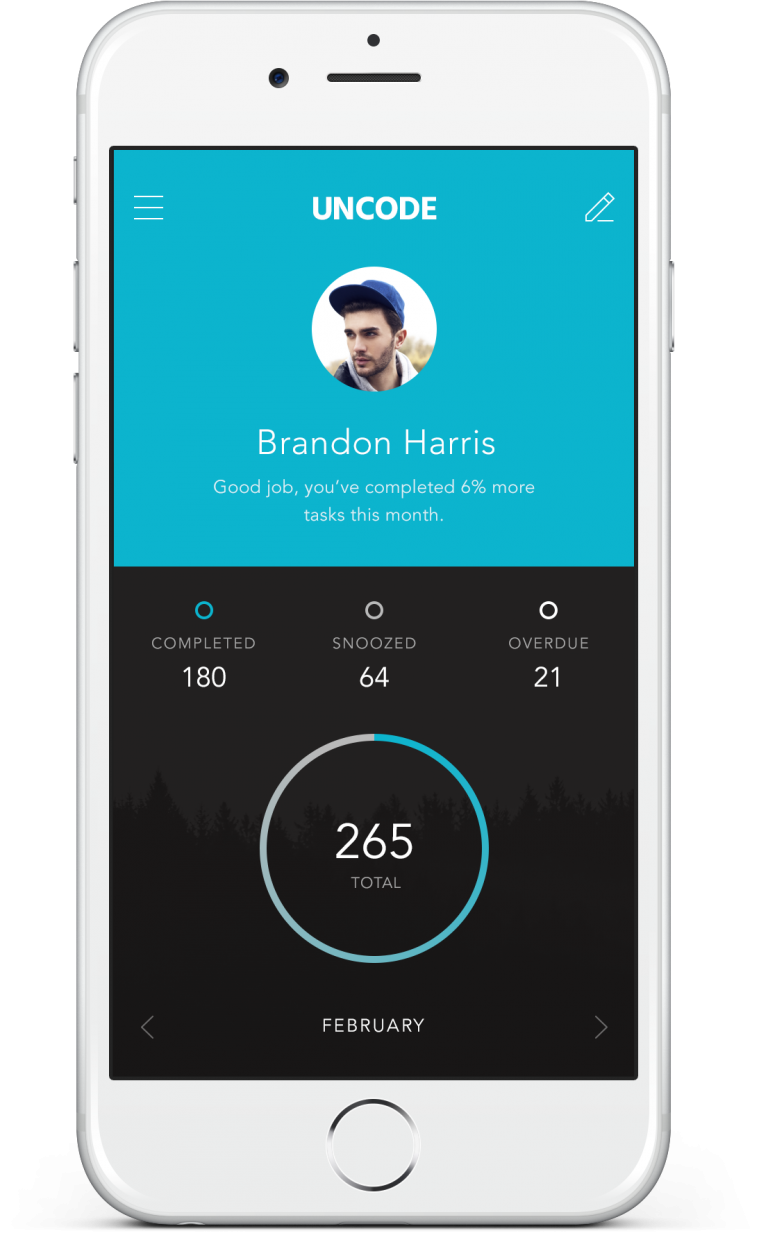 UNCODE
Brandon Harris
Good job, you’ve completed 6% more
tasks this month.
COMPLETED
SNOOZED
OVERDUE
180
64
21
265
TOTAL
FEBRUARY